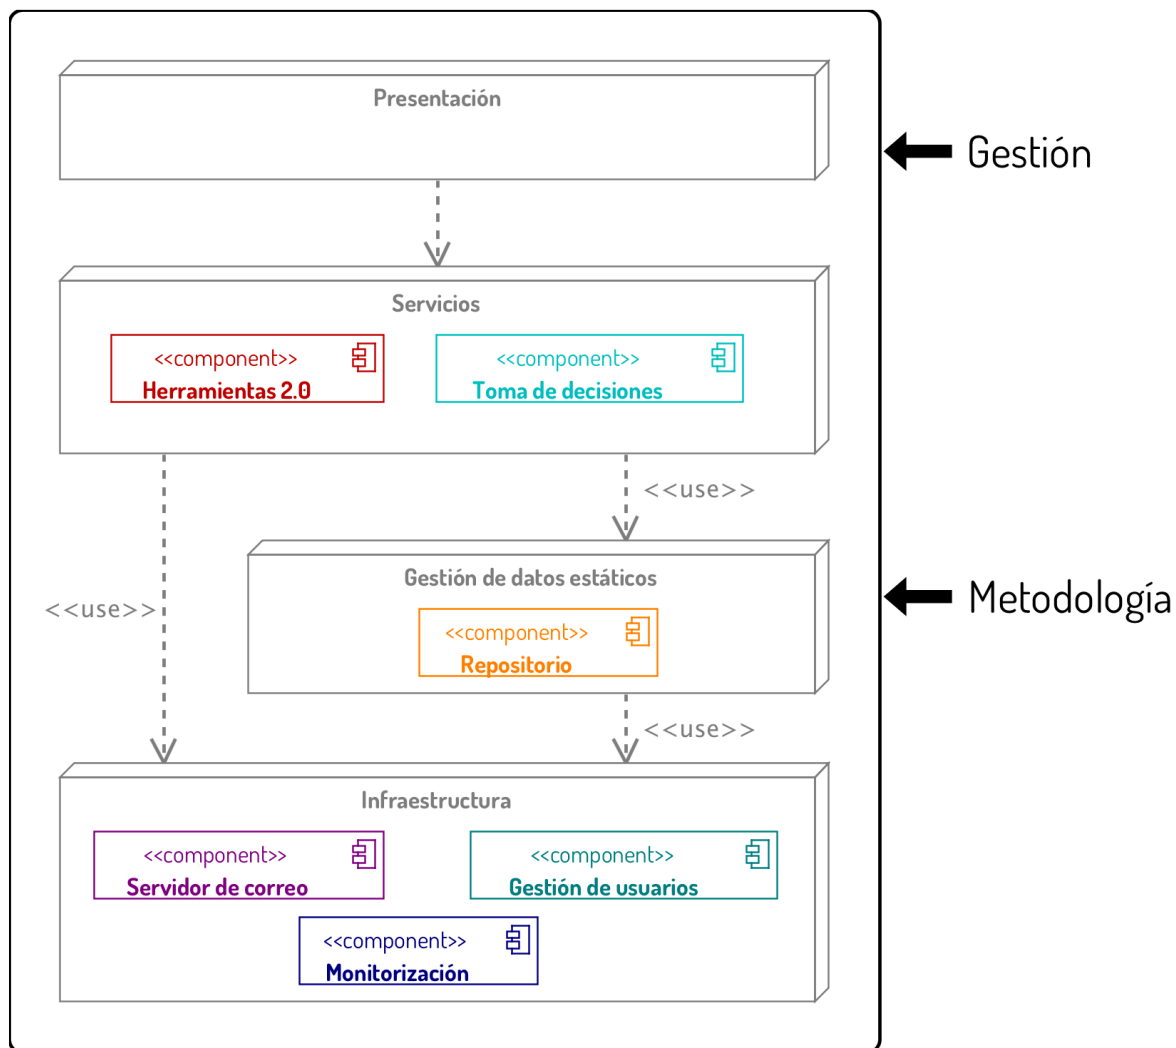 Presentación
Gestión
Servicios
<<component>>
Herramientas 2.0
<<component>>
Toma de decisiones
<<use>>
Gestión de datos estáticos
<<component>>
Repositorio
Metodología
<<use>>
<<use>>
Infraestructura
<<component>>
Servidor de correo
<<component>>
Gestión de usuarios
<<component>>
Monitorización